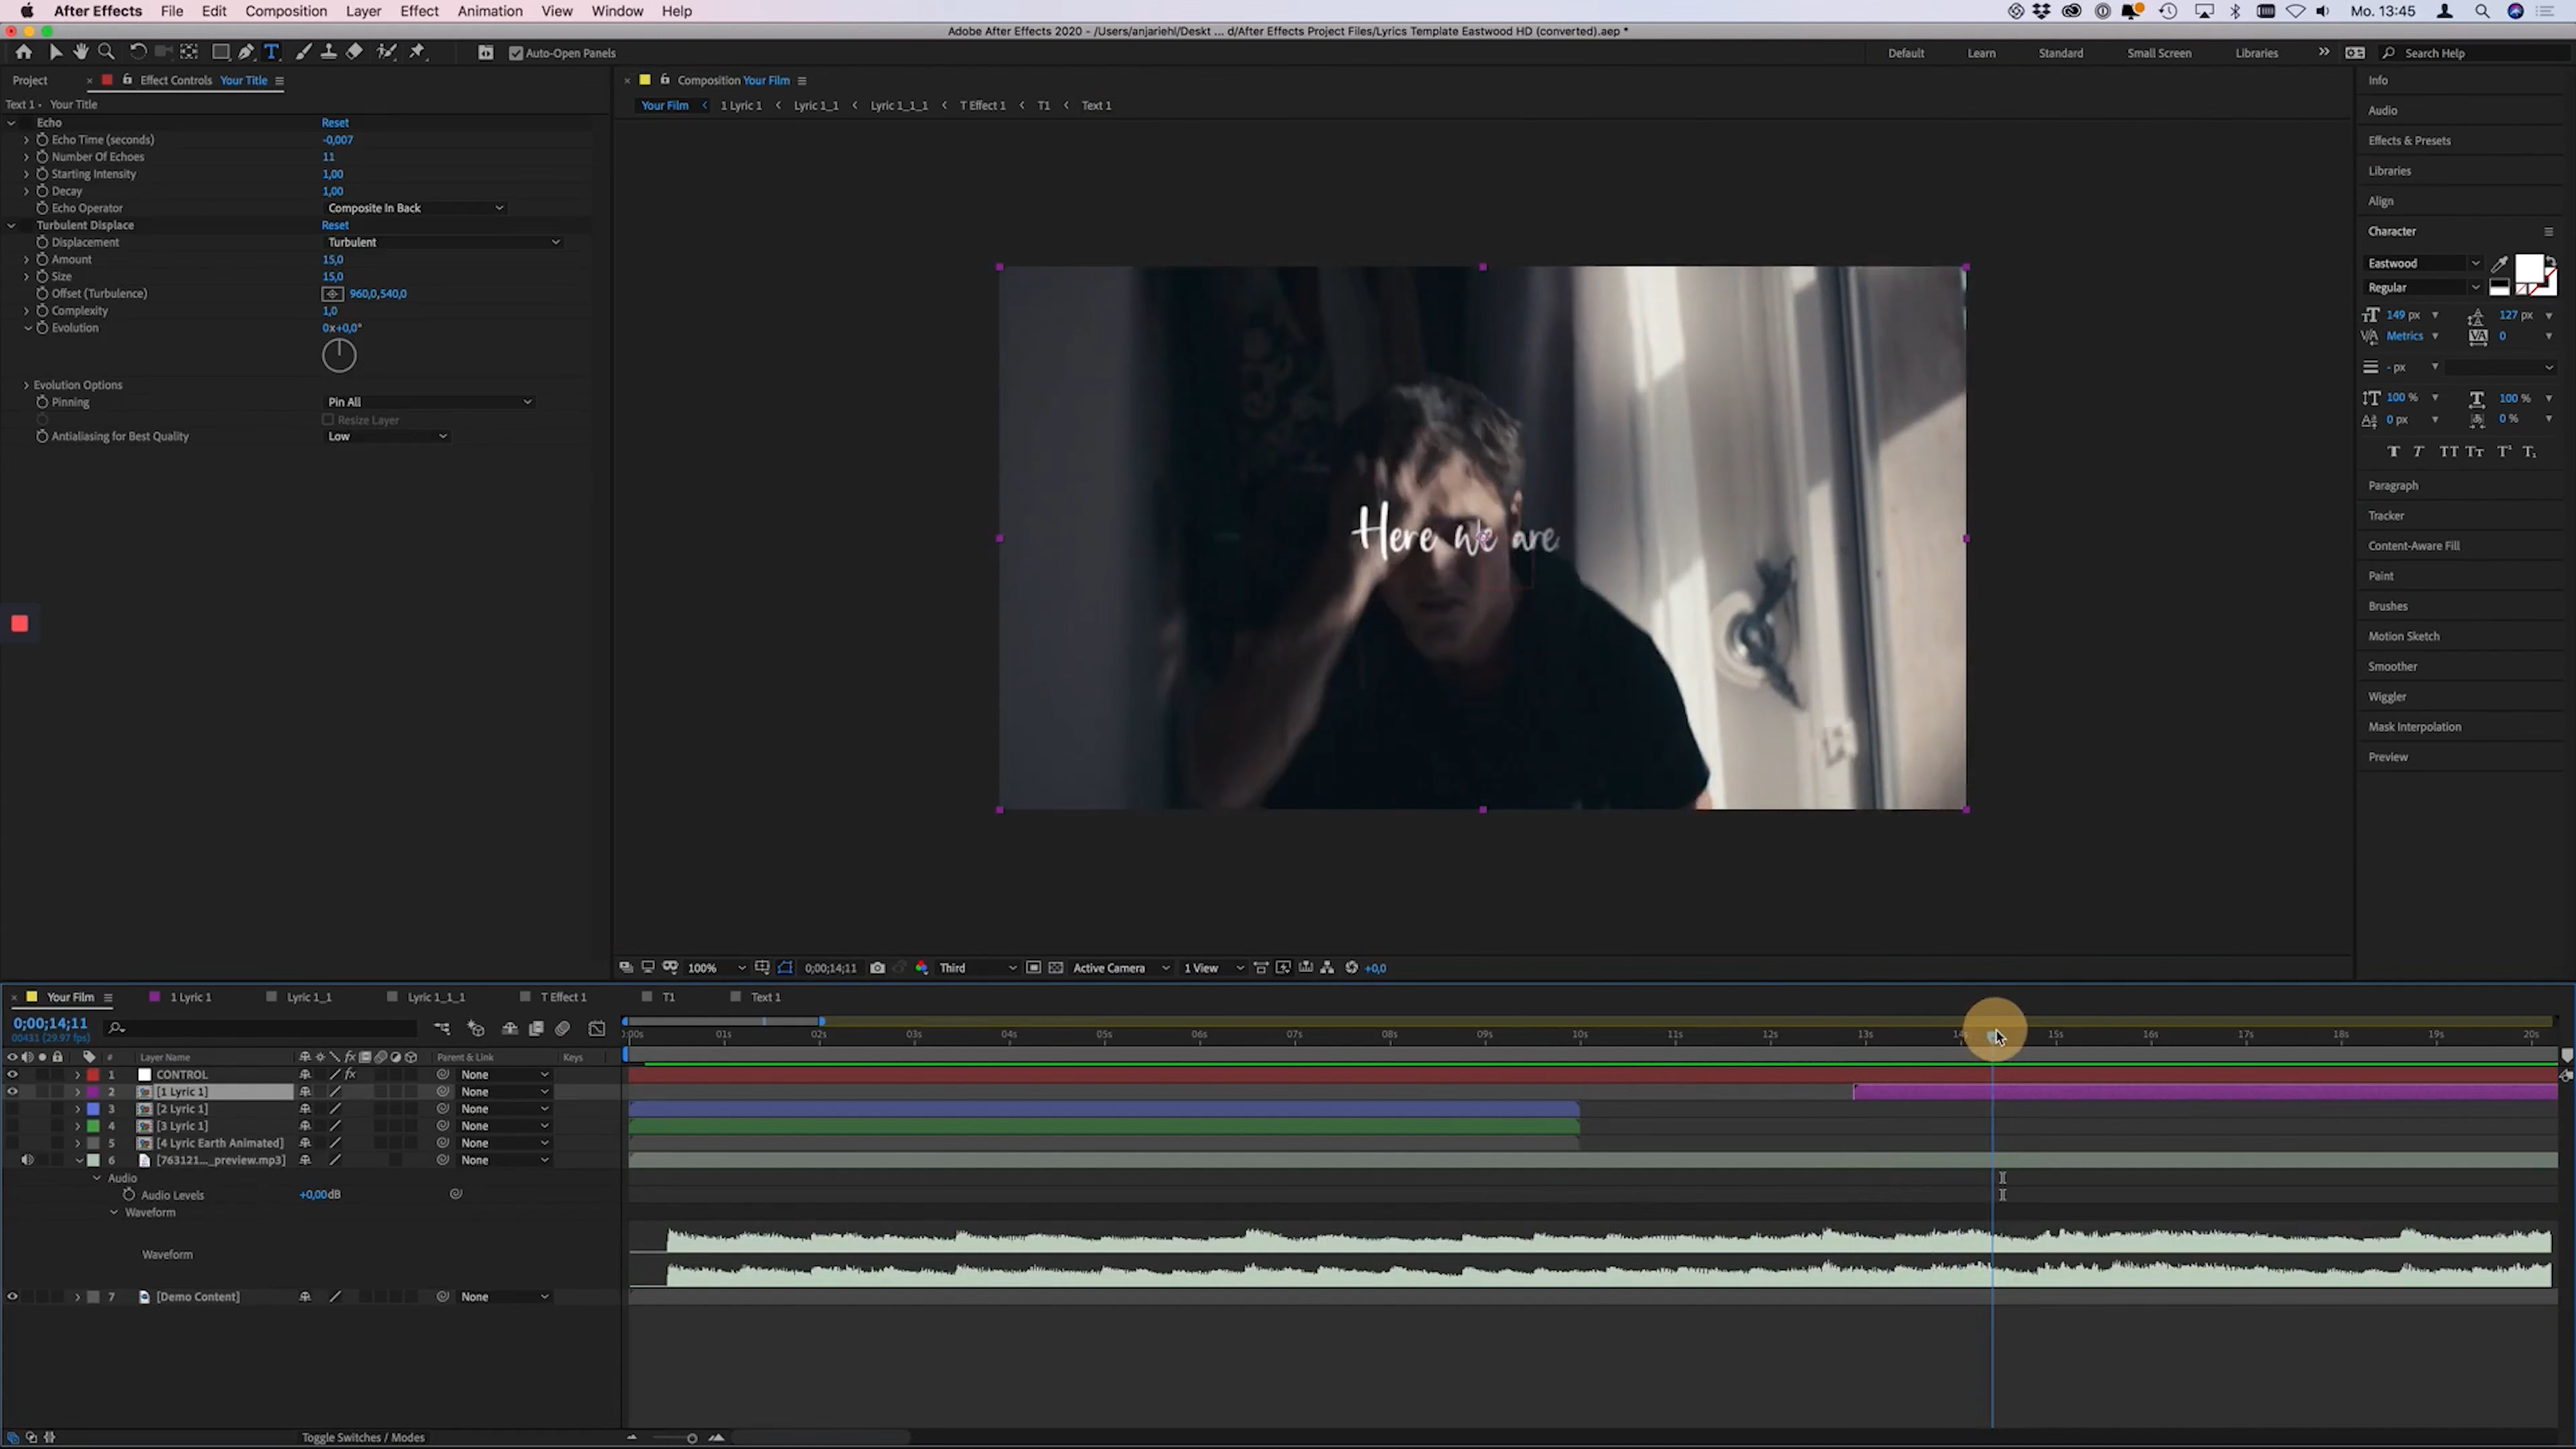 After Effects File Edit Composition Layer Effect Animation View Window Help
Mo. 13:45
Adobe After Effects 2020 - /Users/anjariehl/Deskt ... d/After Effects Project Files/Lyrics Template Eastwood HD (converted).aep *
Auto-Open Panels
Default Learn Standard Small Screen Libraries Search Help
Project Effect Controls Your Title
Text 1 • Your Title
Echo Reset
Echo Time (seconds) -0,007
Number Of Echoes 11
Starting Intensity 1,00
Decay 1,00
Echo Operator Composite In Back
Turbulent Displace Reset
Displacement Turbulent
Amount 15,0
Size 15,0
Offset (Turbulence) 960,0,540,0
Complexity 1,0
Evolution 0x+0,0°
Evolution Options
Pinning Pin All
Resize Layer
Antialiasing for Best Quality Low
Composition Your Film
Your Film 1 Lyric 1 Lyric 1_1 Lyric 1_1_1 T Effect 1 T1 Text 1
Here we are
100% 0;00;14;11 Third Active Camera 1 View +0,0
Info
Audio
Effects & Presets
Libraries
Align
Character
Eastwood
Regular
149 px 127 px
Metrics 0
- px
100 % 100 %
0 px 0 %
T T TT Tт T¹ T₁
Paragraph
Tracker
Content-Aware Fill
Paint
Brushes
Motion Sketch
Smoother
Wiggler
Mask Interpolation
Preview
Your Film 1 Lyric 1 Lyric 1_1 Lyric 1_1_1 T Effect 1 T1 Text 1
0;00;14;11
00431 (29.97 fps)
:00s 01s 02s 03s 04s 05s 06s 07s 08s 09s 10s 11s 12s 13s 14s 15s 16s 17s 18s 19s 20s
# Layer Name fx Parent & Link Keys
1 CONTROL fx None
2 [1 Lyric 1] None
3 [2 Lyric 1] None
4 [3 Lyric 1] None
5 [4 Lyric Earth Animated] None
6 [763121..._preview.mp3] None
Audio
Audio Levels +0,00dB
Waveform
Waveform
7 [Demo Content] None
Toggle Switches / Modes